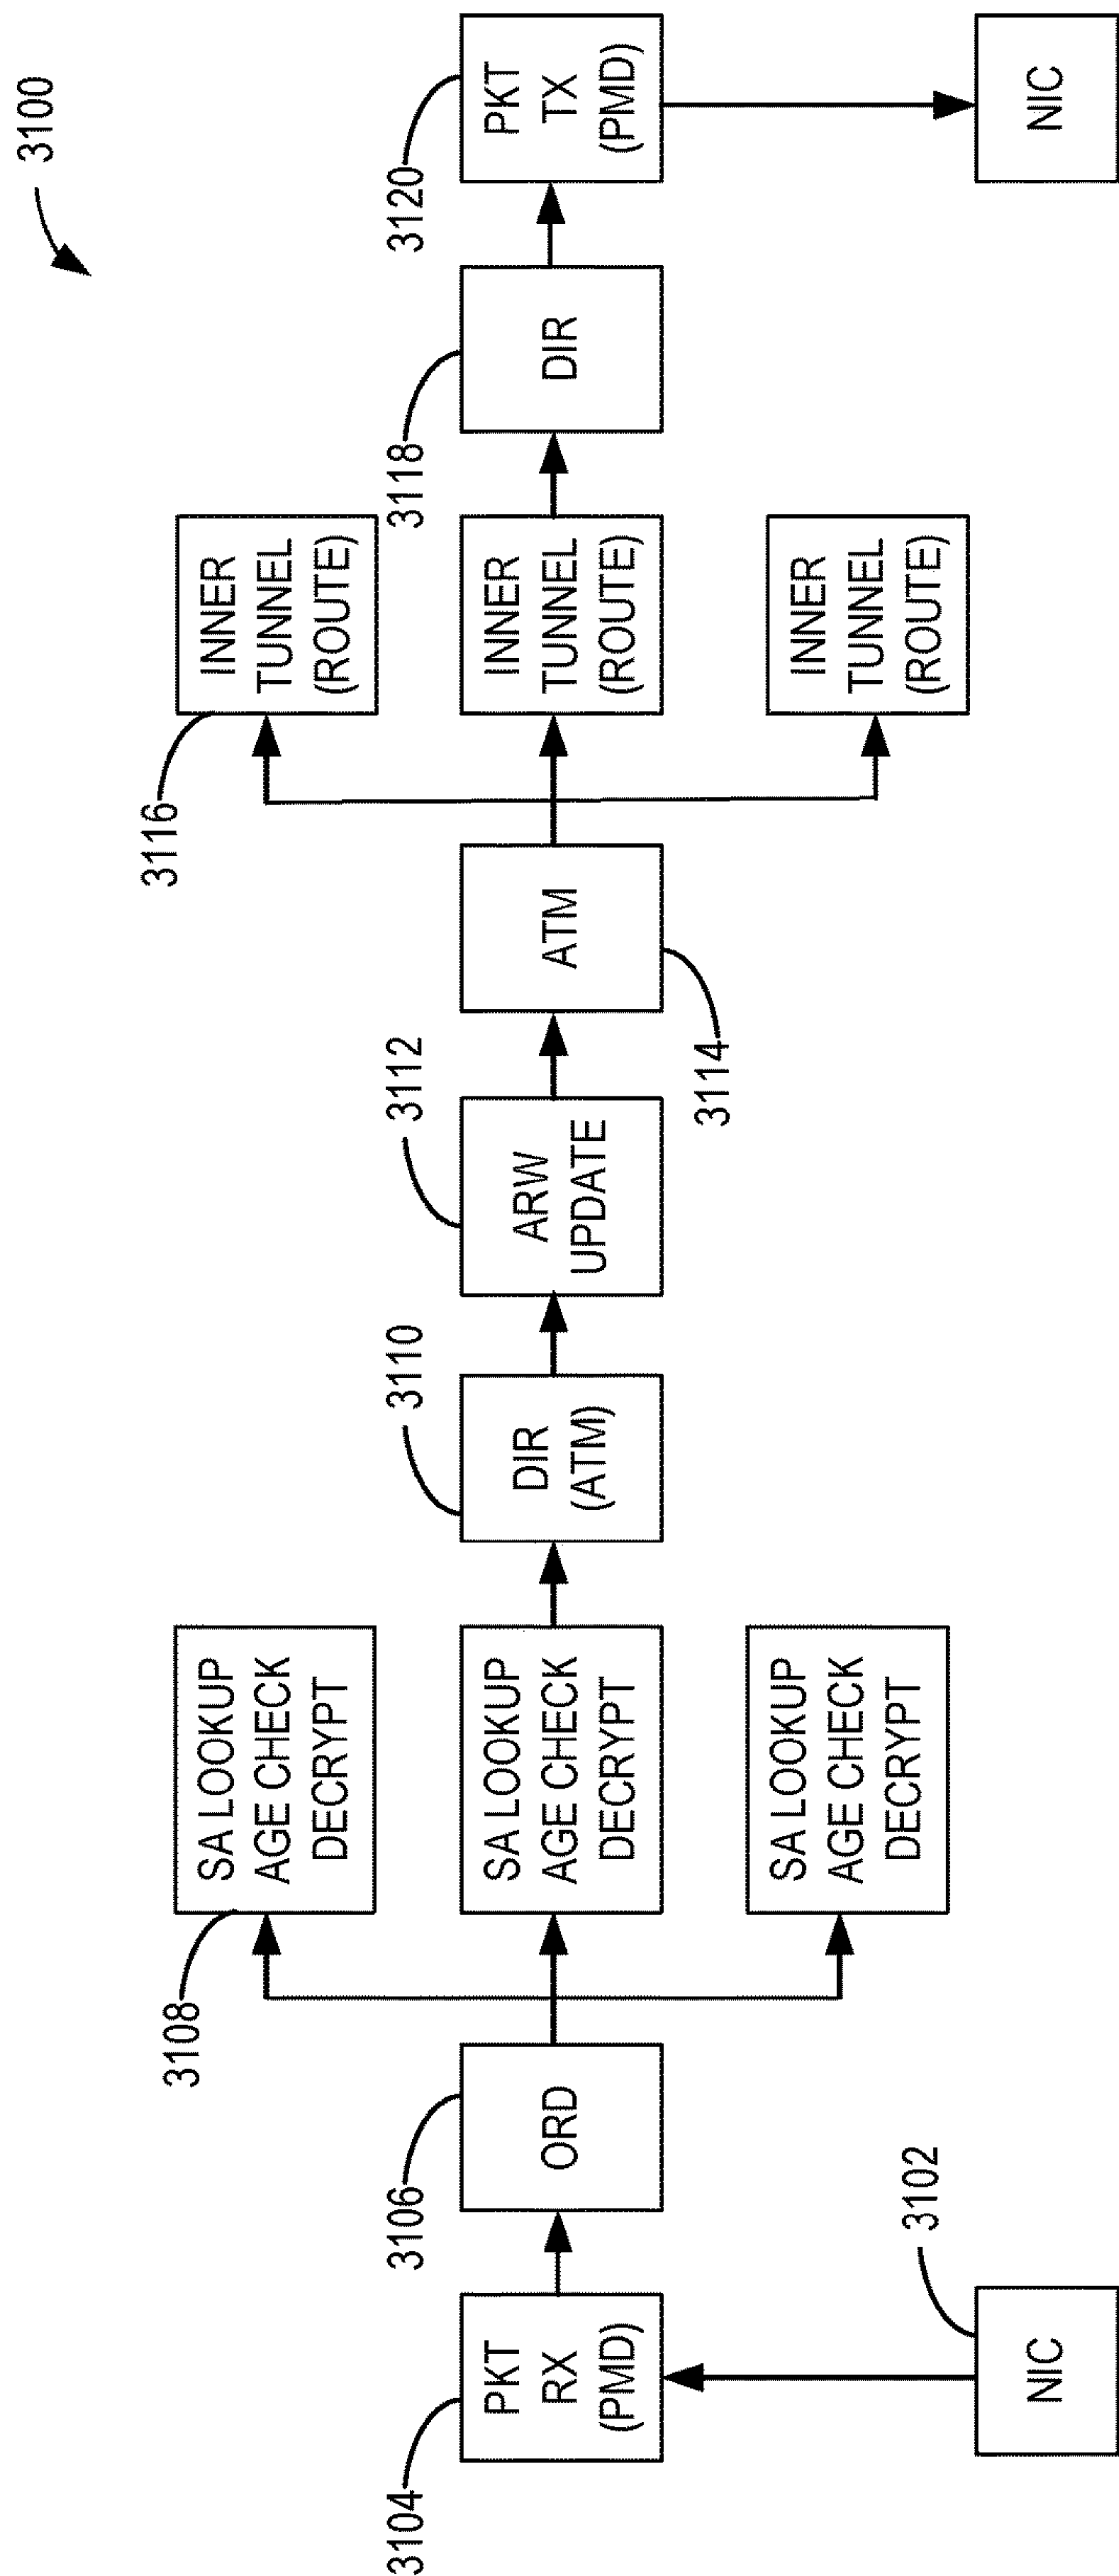 3100
NIC
3102
PKT
RX
(PMD)
3104
ORD
3106
SA LOOKUP
AGE CHECK
DECRYPT
3108
SA LOOKUP
AGE CHECK
DECRYPT
SA LOOKUP
AGE CHECK
DECRYPT
DIR
(ATM)
3110
ARW
UPDATE
3112
ATM
3114
INNER
TUNNEL
(ROUTE)
3116
INNER
TUNNEL
(ROUTE)
INNER
TUNNEL
(ROUTE)
DIR
3118
PKT
TX
(PMD)
3120
NIC